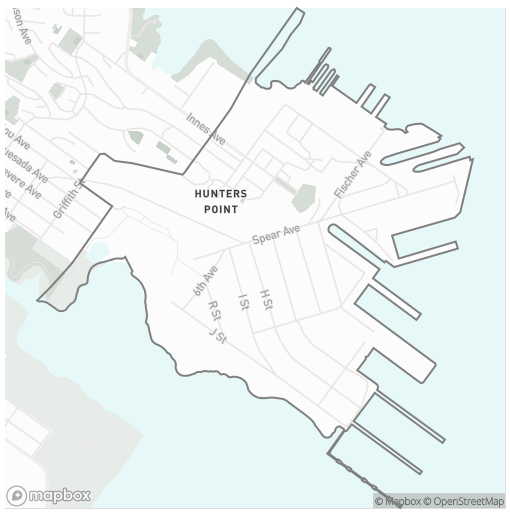 son Ave
Innes Ave
ou Ave
lesada Ave
evere Ave
Ave
Griffith St
HUNTERS
POINT
Fischer Ave
Spear Ave
6th Ave
R St
I St
H St
J St
mapbox
© Mapbox © OpenStreetMap